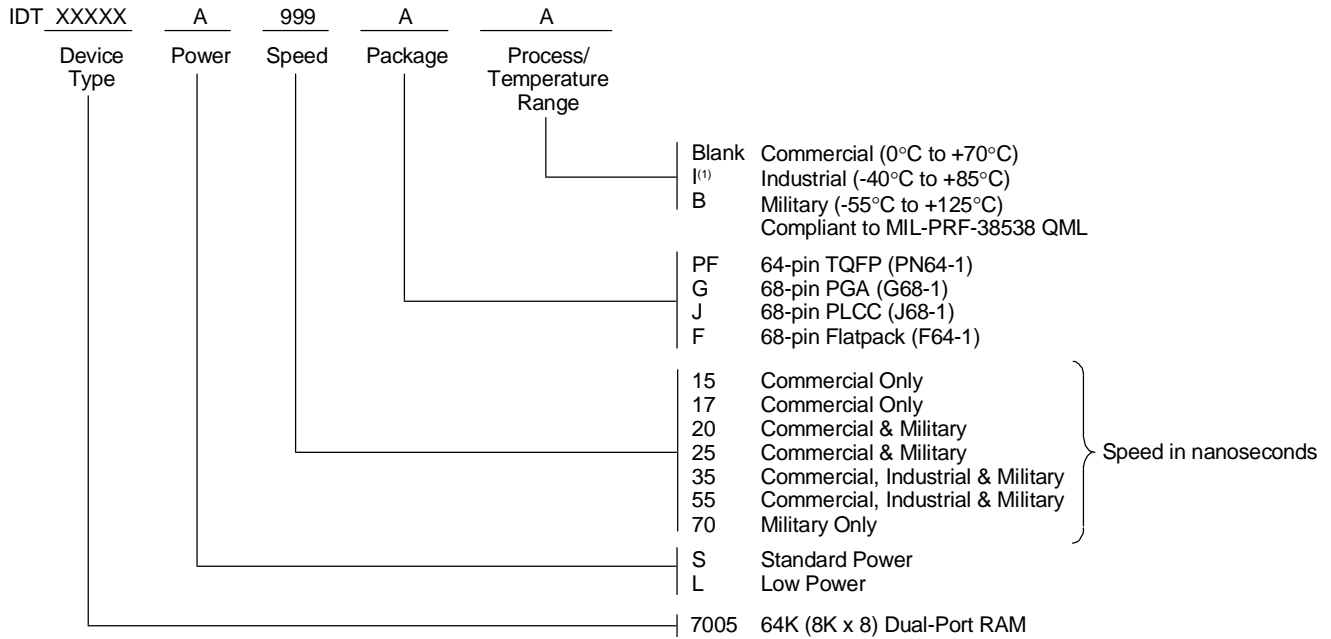 IDT XXXXX A 999 A A
Device Type Power Speed Package Process/ Temperature Range
Blank Commercial (0°C to +70°C)
I(1) Industrial (-40°C to +85°C)
B Military (-55°C to +125°C)
Compliant to MIL-PRF-38538 QML
PF 64-pin TQFP (PN64-1)
G 68-pin PGA (G68-1)
J 68-pin PLCC (J68-1)
F 68-pin Flatpack (F64-1)
15 Commercial Only
17 Commercial Only
20 Commercial & Military
25 Commercial & Military
35 Commercial, Industrial & Military
55 Commercial, Industrial & Military
70 Military Only
Speed in nanoseconds
S Standard Power
L Low Power
7005 64K (8K x 8) Dual-Port RAM